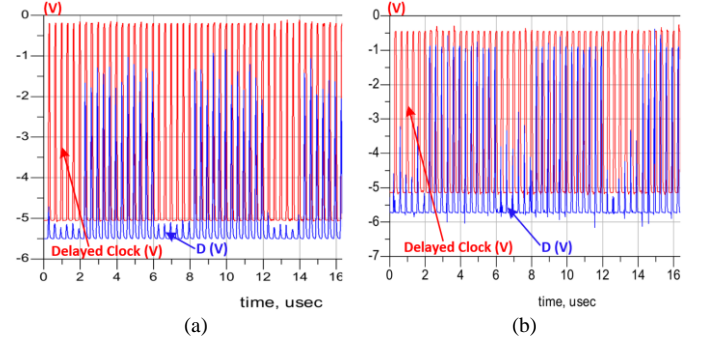 (V)
0
-1
-2
-3
-4
-5
-6
0 2 4 6 8 10 12 14 16
Delayed Clock (V)
D (V)
time, usec
(a)
(V)
-0
-1
-2
-3
-4
-5
-6
-7
0 2 4 6 8 10 12 14 16
Delayed Clock (V)
D (V)
time, usec
(b)